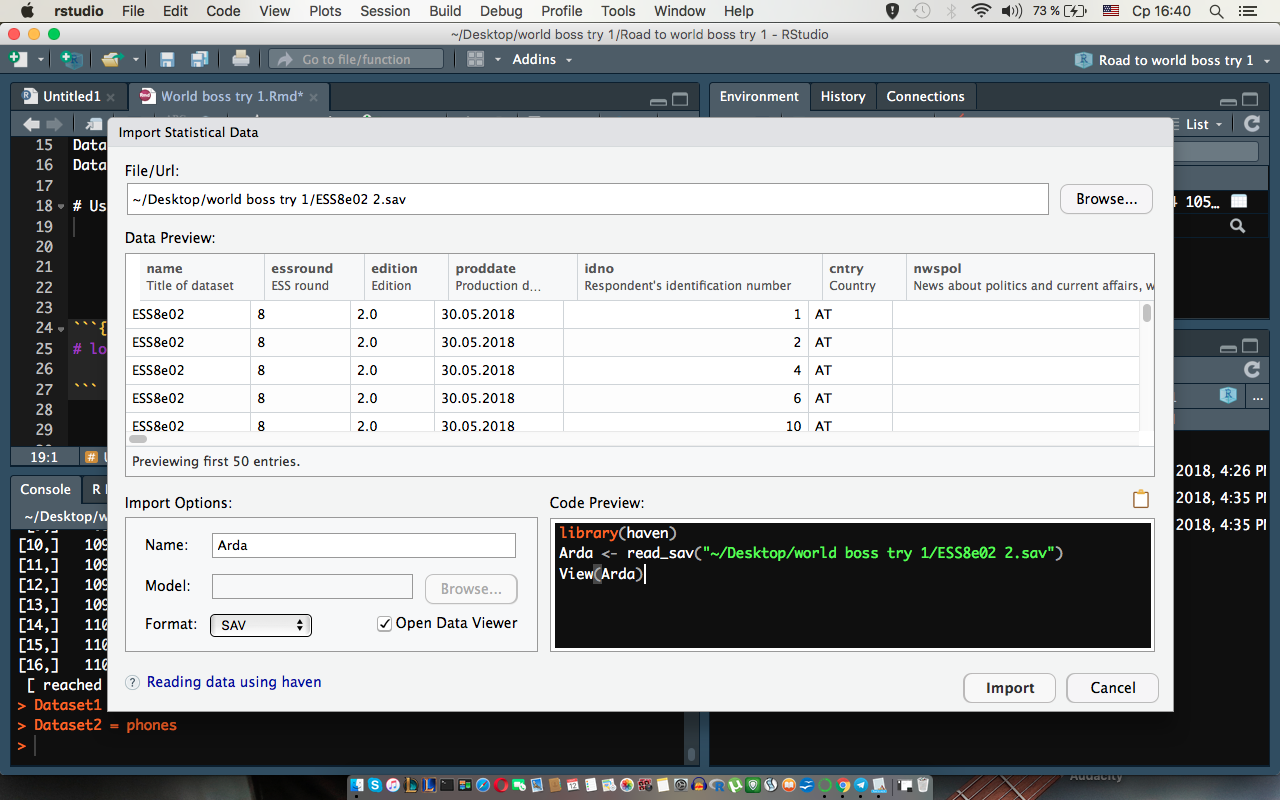 rstudio File Edit Code View Plots Session Build Debug Profile Tools Window Help 73 % Ср 16:40
~/Desktop/world boss try 1/Road to world boss try 1 - RStudio
Go to file/function Addins Road to world boss try 1
Untitled1 World boss try 1.Rmd* Environment History Connections
List
Import Statistical Data
15 Data
16 Data
17
18 # Us
19
20
21
22
23
24 ```{
25 # lo
26
27 ```
28
29
19:1
105…
File/Url:
~/Desktop/world boss try 1/ESS8e02 2.sav Browse...
Data Preview:
name essround edition proddate idno cntry nwspol
Title of dataset ESS round Edition Production d... Respondent's identification number Country News about politics and current affairs, w
ESS8e02 8 2.0 30.05.2018 1 AT
ESS8e02 8 2.0 30.05.2018 2 AT
ESS8e02 8 2.0 30.05.2018 4 AT
ESS8e02 8 2.0 30.05.2018 6 AT
ESS8e02 8 2.0 30.05.2018 10 AT
Previewing first 50 entries.
Import Options: Code Preview:
Name: Arda
Model: Browse...
Format: SAV Open Data Viewer
library(haven)
Arda <- read_sav("~/Desktop/world boss try 1/ESS8e02 2.sav")
View(Arda)
? Reading data using haven
Import Cancel
...
2018, 4:26 PM
2018, 4:35 PM
2018, 4:35 PM
Console R
~/Desktop/w
[10,] 109
[11,] 109
[12,] 109
[13,] 109
[14,] 110
[15,] 110
[16,] 110
[ reached
> Dataset1
> Dataset2 = phones
>
Audacity